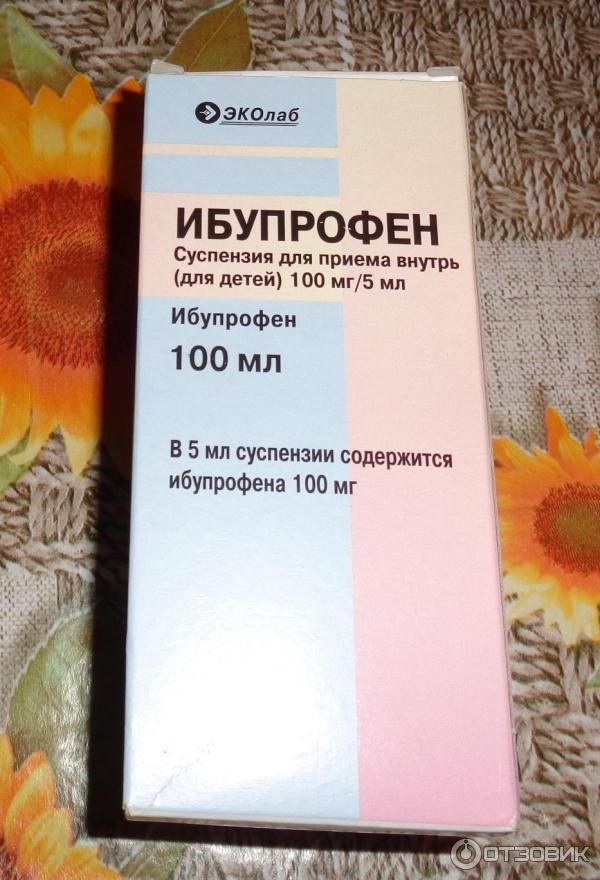 ЭКОлаб
ИБУПРОФЕН
Суспензия для приема внутрь
(для детей) 100 мг/5 мл
Ибупрофен
100 мл
В 5 мл суспензии содержится
ибупрофена 100 мг
ОТЗОВИК